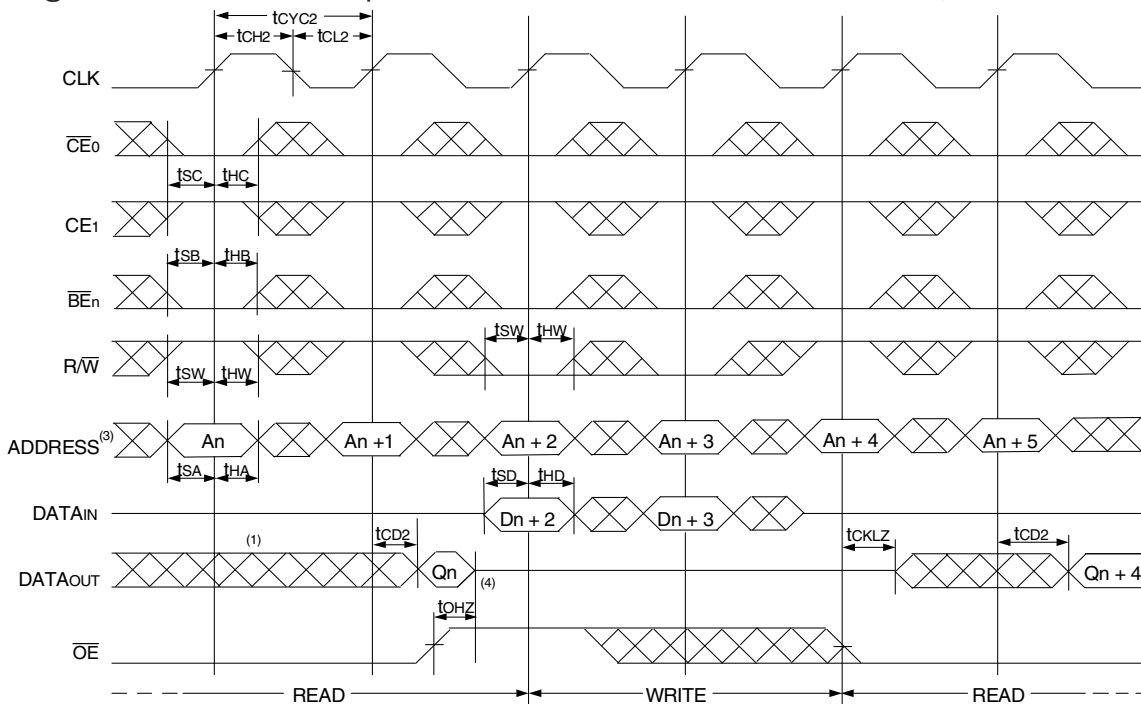 tCYC2
tCH2 tCL2
CLK
CE0
tSC tHC
CE1
tSB tHB
BEn
tSW tHW
R/W
tSW tHW
ADDRESS(3) An An +1 An + 2 An + 3 An + 4 An + 5
tSA tHA tSD tHD
DATAIN Dn + 2 Dn + 3
(1) tCD2 tCKLZ tCD2
DATAOUT Qn (4) Qn + 4
tOHZ
OE
READ WRITE READ